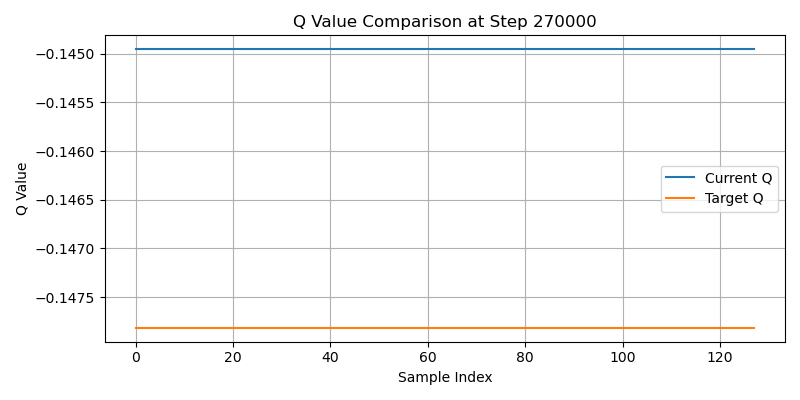 Q Value Comparison at Step 270000
−0.1450
−0.1455
−0.1460
−0.1465
−0.1470
−0.1475
Q Value
Current Q
Target Q
0 20 40 60 80 100 120
Sample Index